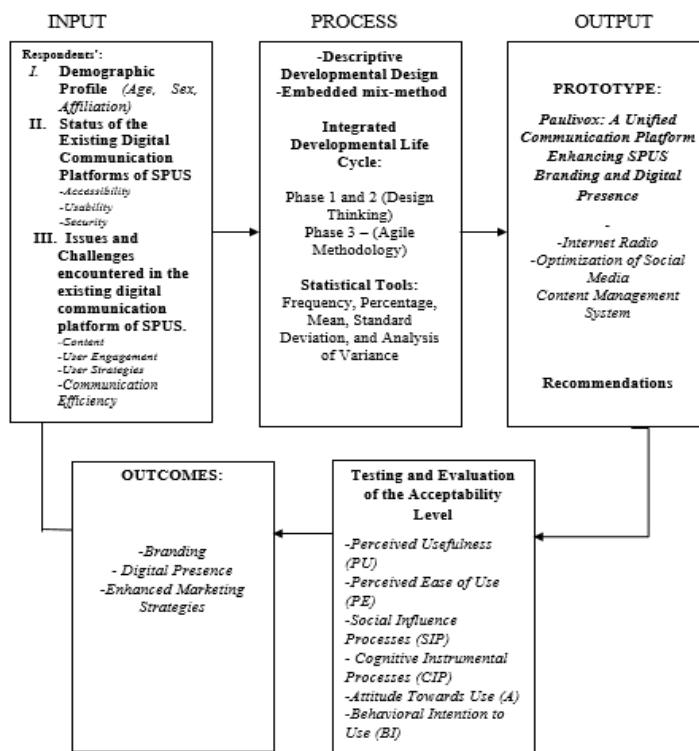 INPUT
PROCESS
OUTPUT
Respondents':
I. Demographic
Profile (Age, Sex,
Affiliation)
II. Status of the
Existing Digital
Communication
Platforms of SPUS
-Accessibility
-Usability
-Security
III. Issues and
Challenges
encountered in the
existing digital
communication
platform of SPUS.
-Content
-User Engagement
-User Strategies
-Communication
Efficiency
-Descriptive
Developmental Design
-Embedded mix-method
Integrated
Developmental Life
Cycle:
Phase 1 and 2 (Design
Thinking)
Phase 3 – (Agile
Methodology)
Statistical Tools:
Frequency, Percentage,
Mean, Standard
Deviation, and Analysis
of Variance
PROTOTYPE:
Paulivox: A Unified
Communication Platform
Enhancing SPUS
Branding and Digital
Presence
-
-Internet Radio
-Optimization of Social
Media
Content Management
System
Recommendations
OUTCOMES:
-Branding
- Digital Presence
-Enhanced Marketing
Strategies
Testing and Evaluation
of the Acceptability
Level
-Perceived Usefulness
(PU)
-Perceived Ease of Use
(PE)
-Social Influence
Processes (SIP)
- Cognitive Instrumental
Processes (CIP)
-Attitude Towards Use (A)
-Behavioral Intention to
Use (BI)